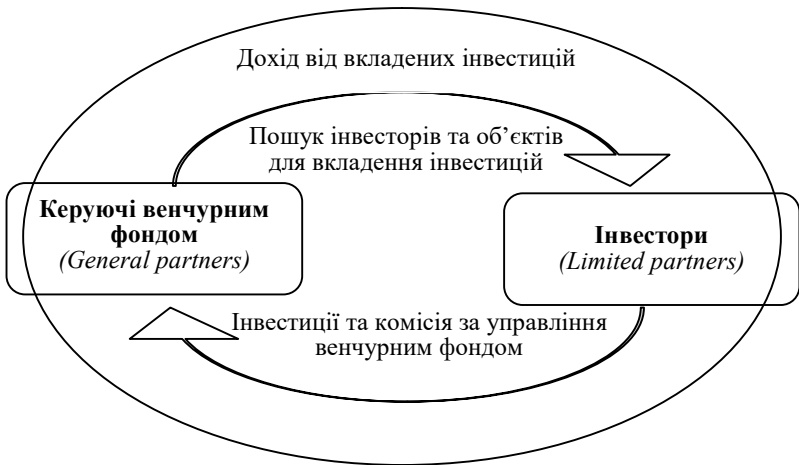 Дохід від вкладених інвестицій
Пошук інвесторів та об’єктів
для вкладення інвестицій
Керуючі венчурним
фондом
(General partners)
Інвестори
(Limited partners)
Інвестиції та комісія за управління
венчурним фондом